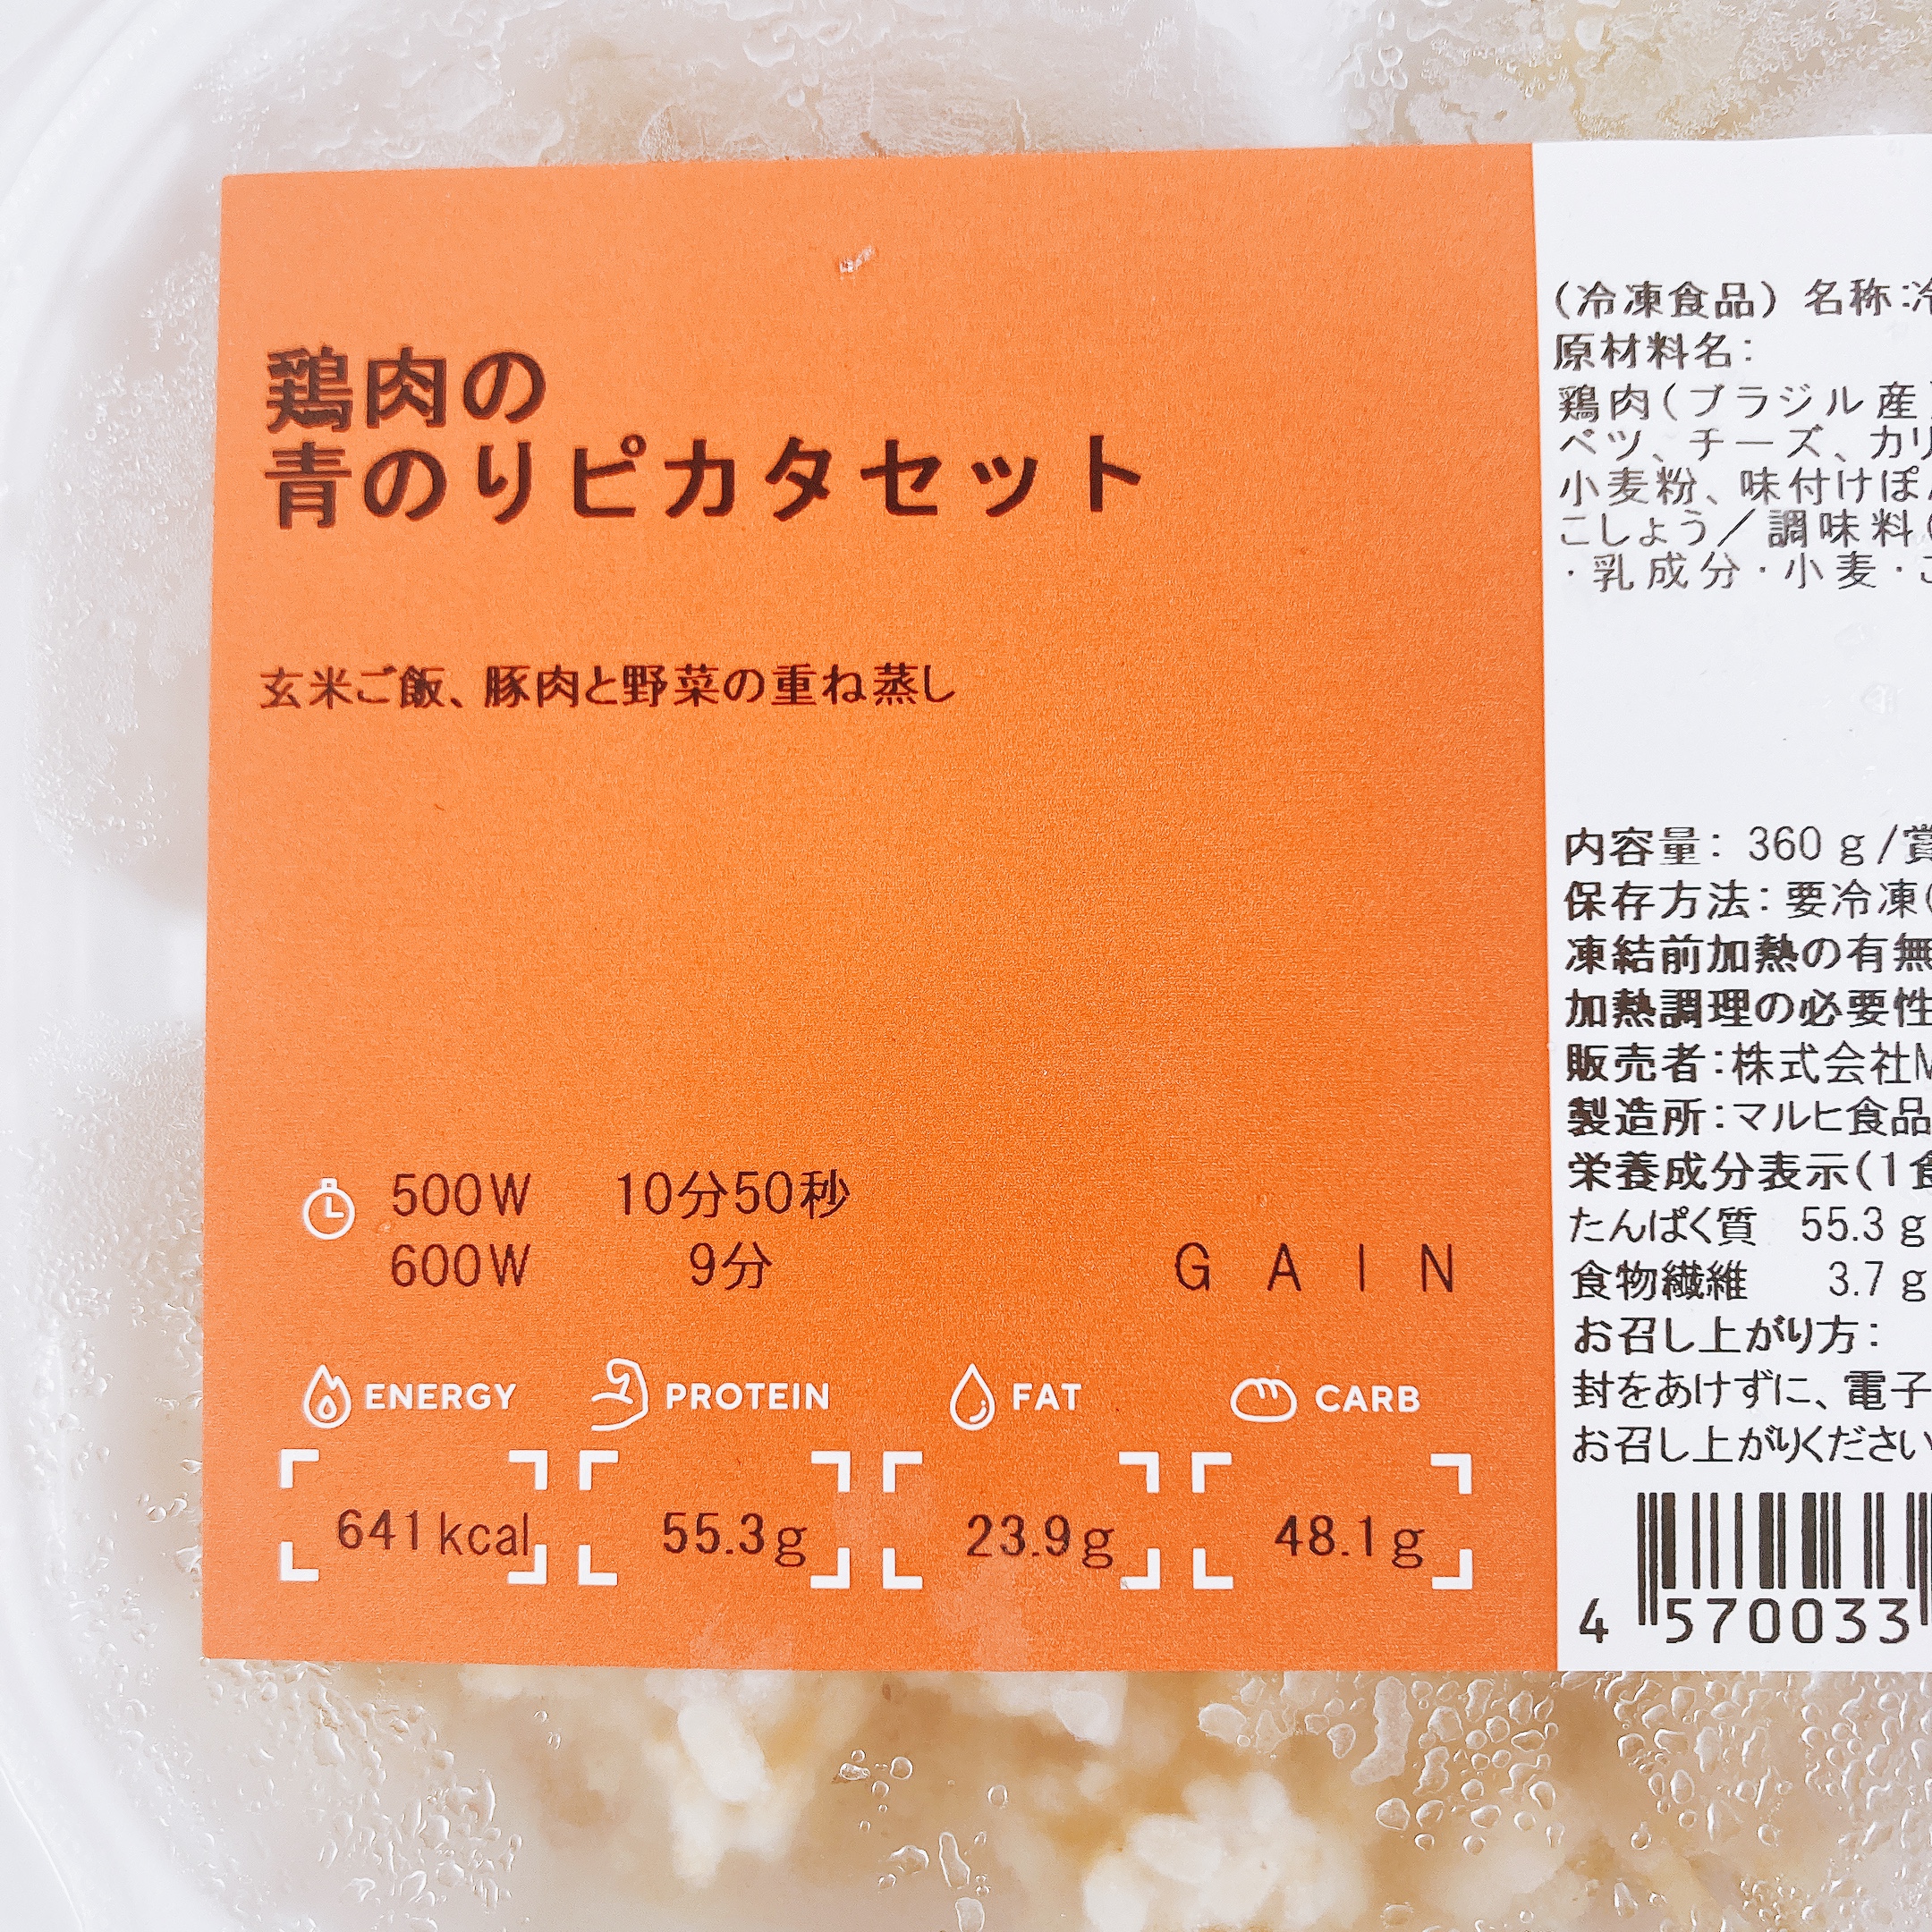 鶏肉の
青のりピカタセット
玄米ご飯、豚肉と野菜の重ね蒸し
500W 10分50秒
600W 9分
GAIN
ENERGY PROTEIN FAT CARB
641kcal 55.3g 23.9g 48.1g
(冷凍食品) 名称:冷
原材料名:
鶏肉(ブラジル産
ベツ、チーズ、カリ
小麦粉、味付けぽ
こしょう/調味料(
・乳成分・小麦・ご
内容量: 360g/賞
保存方法:要冷凍(
凍結前加熱の有無
加熱調理の必要性
販売者:株式会社M
製造所:マルヒ食品
栄養成分表示(1食
たんぱく質 55.3g
食物繊維 3.7g
お召し上がり方:
封をあけずに、電子
お召し上がりください
4 570033